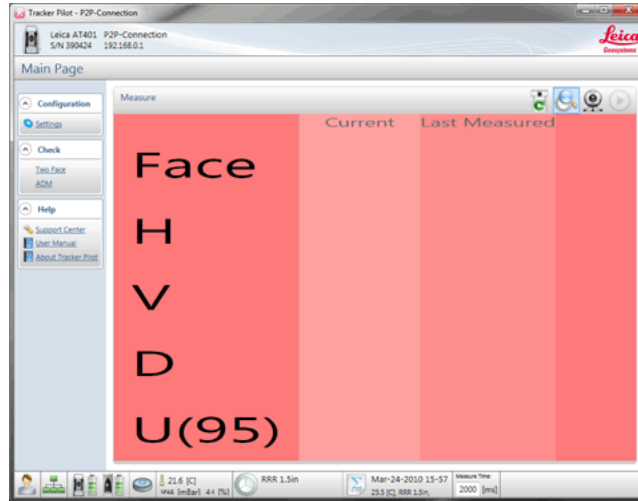 Tracker Pilot - P2P-Connection
Leica AT401 P2P-Connection
S/N 390424 192.168.0.1
Leica
Geosystems
Main Page
Configuration
Settings
Check
Two Face
ADM
Help
Support Center
User Manual
About Tracker Pilot
Measure
Current Last Measured
Face
H
V
D
U(95)
21.6 [C]
[mBar] [%]
RRR 1.5in
Mar-24-2010 15-57
23.5 [C], RRR 1.5in,
Measure Time:
2000 [ms]